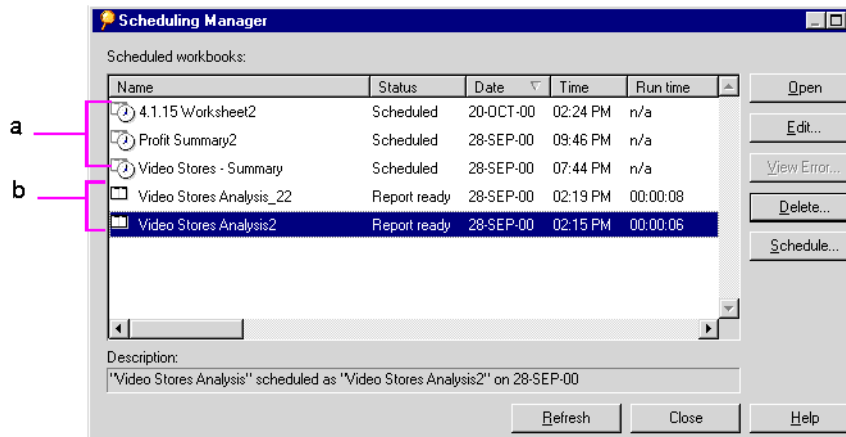 Scheduling Manager
Scheduled workbooks:
Name Status Date Time Run time
Open
4.1.15 Worksheet2 Scheduled 20-OCT-00 02:24 PM n/a
a
Edit...
Profit Summary2 Scheduled 28-SEP-00 09:46 PM n/a
Video Stores - Summary Scheduled 28-SEP-00 07:44 PM n/a
View Error...
b
Video Stores Analysis_22 Report ready 28-SEP-00 02:19 PM 00:00:08
Delete...
Video Stores Analysis2 Report ready 28-SEP-00 02:15 PM 00:00:06
Schedule...
Description:
"Video Stores Analysis" scheduled as "Video Stores Analysis2" on 28-SEP-00
Refresh Close Help